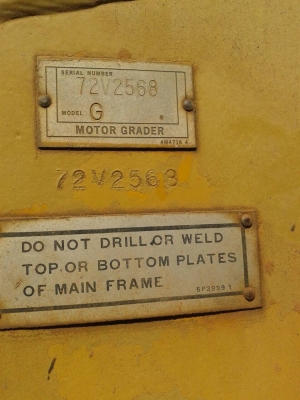 SERIAL NUMBER
72V2568
MODEL G
MOTOR GRADER
72V2568
DO NOT DRILL OR WELD
TOP OR BOTTOM PLATES
OF MAIN FRAME